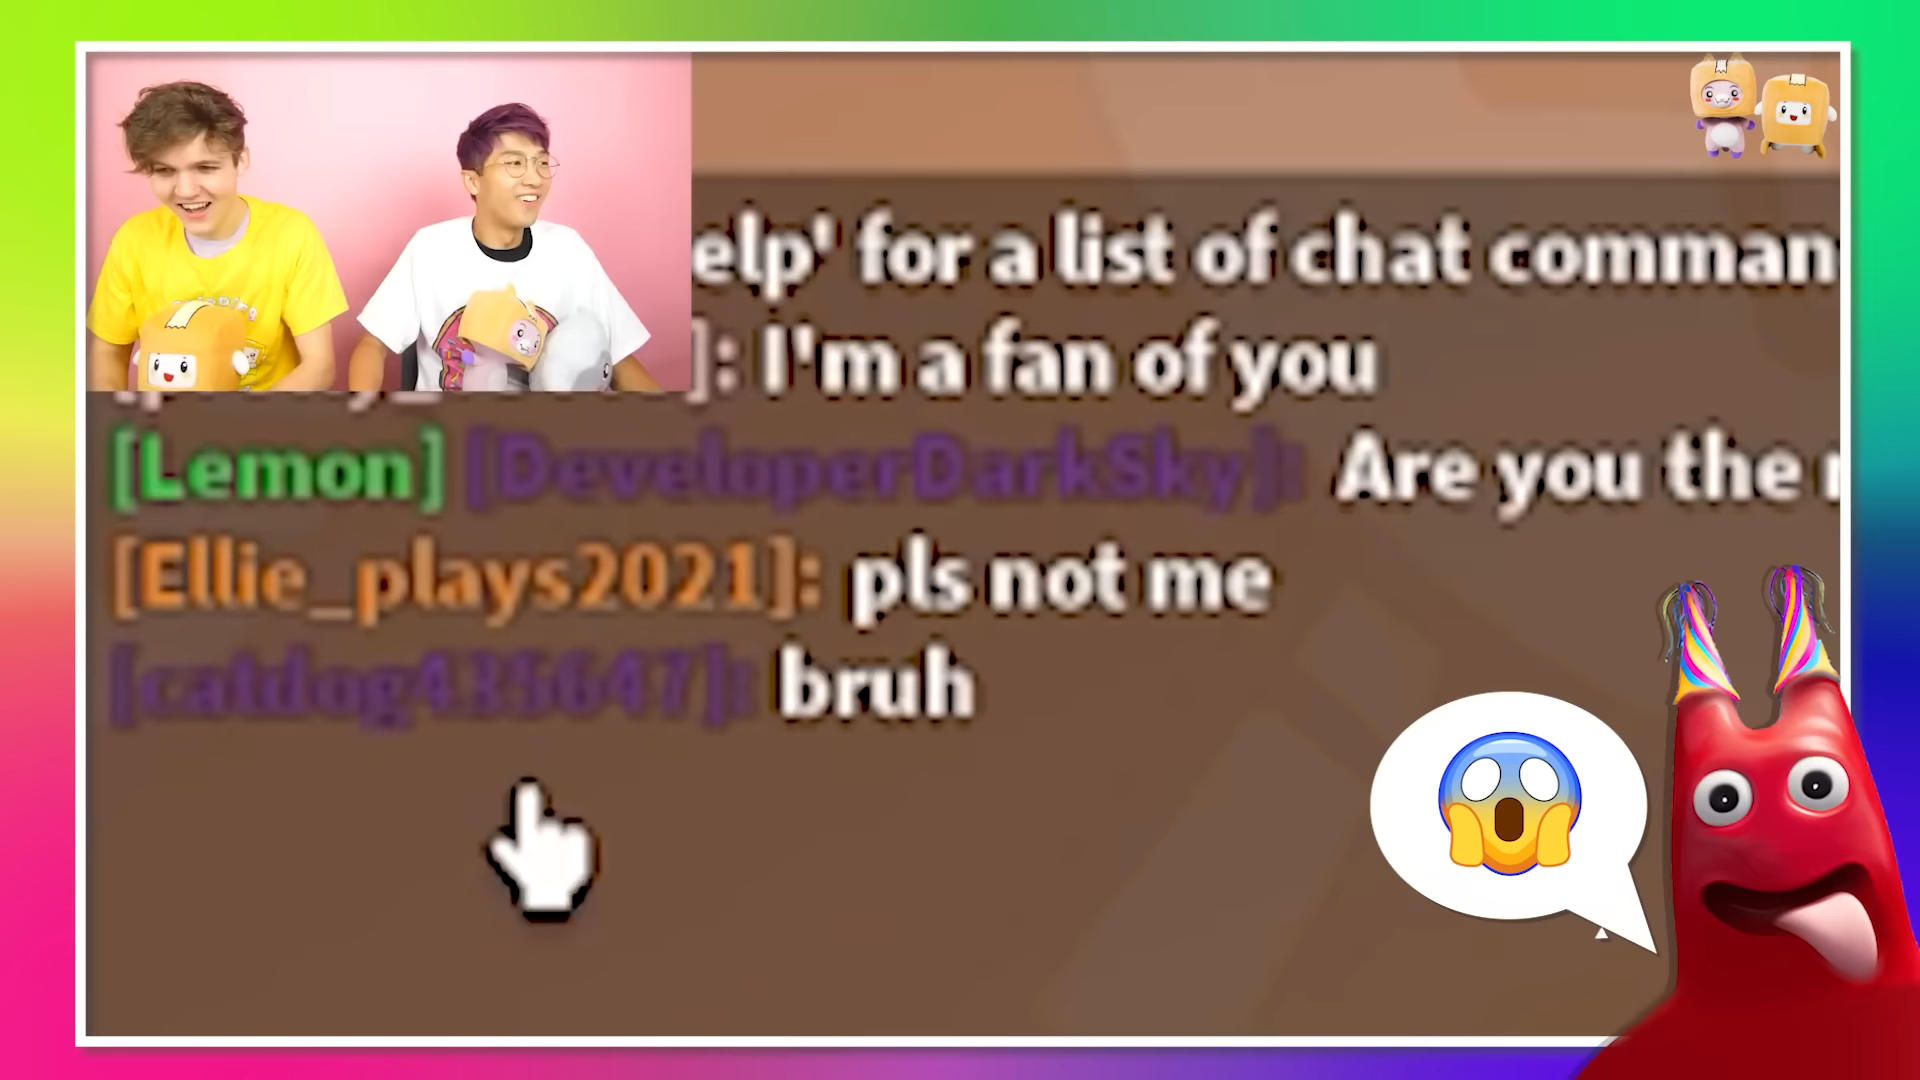 elp' for a list of chat comman
]: I'm a fan of you
[Lemon] [DeveloperDarkSky]: Are you the
[Ellie_plays2021]: pls not me
[catdog435647]: bruh